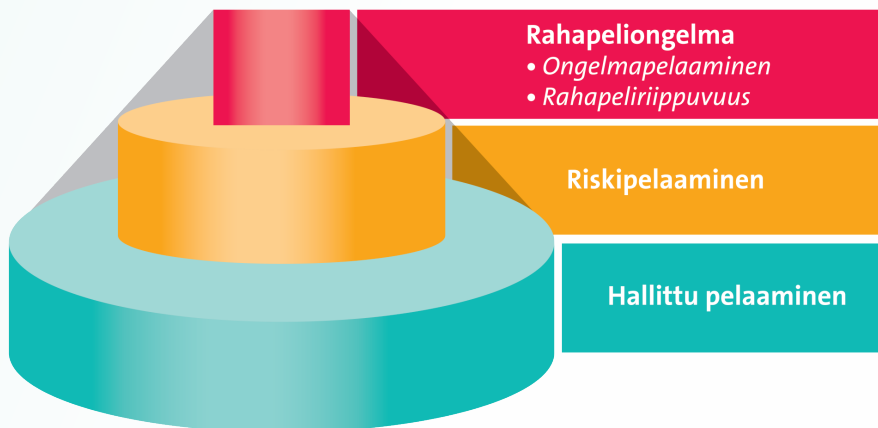 Rahapeliongelma
• Ongelmapelaaminen
• Rahapeliriippuvuus
Riskipelaaminen
Hallittu pelaaminen